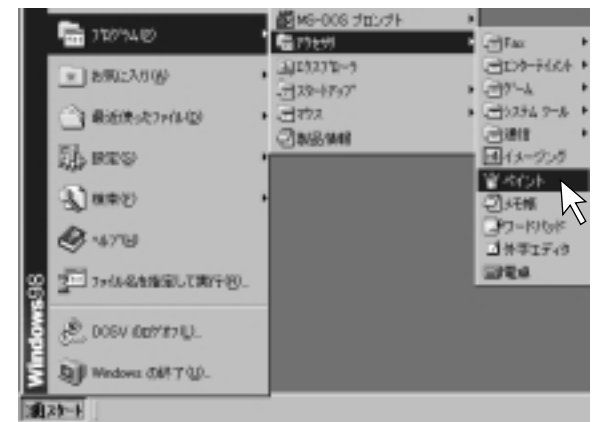 プログラム(P)
お気に入り(A)
最近使ったファイル(D)
設定(S)
検索(F)
ヘルプ(H)
ファイル名を指定して実行(R)...
DOSV のログオフ(L)...
Windows の終了(U)...
Windows98
スタート
MS-DOS プロンプト
アクセサリ
エクスプローラ
スタートアップ
マウス
製品情報
Fax
エンターテイメント
ゲーム
システム ツール
通信
イメージング
ペイント
メモ帳
ワードパッド
外字エディタ
電卓